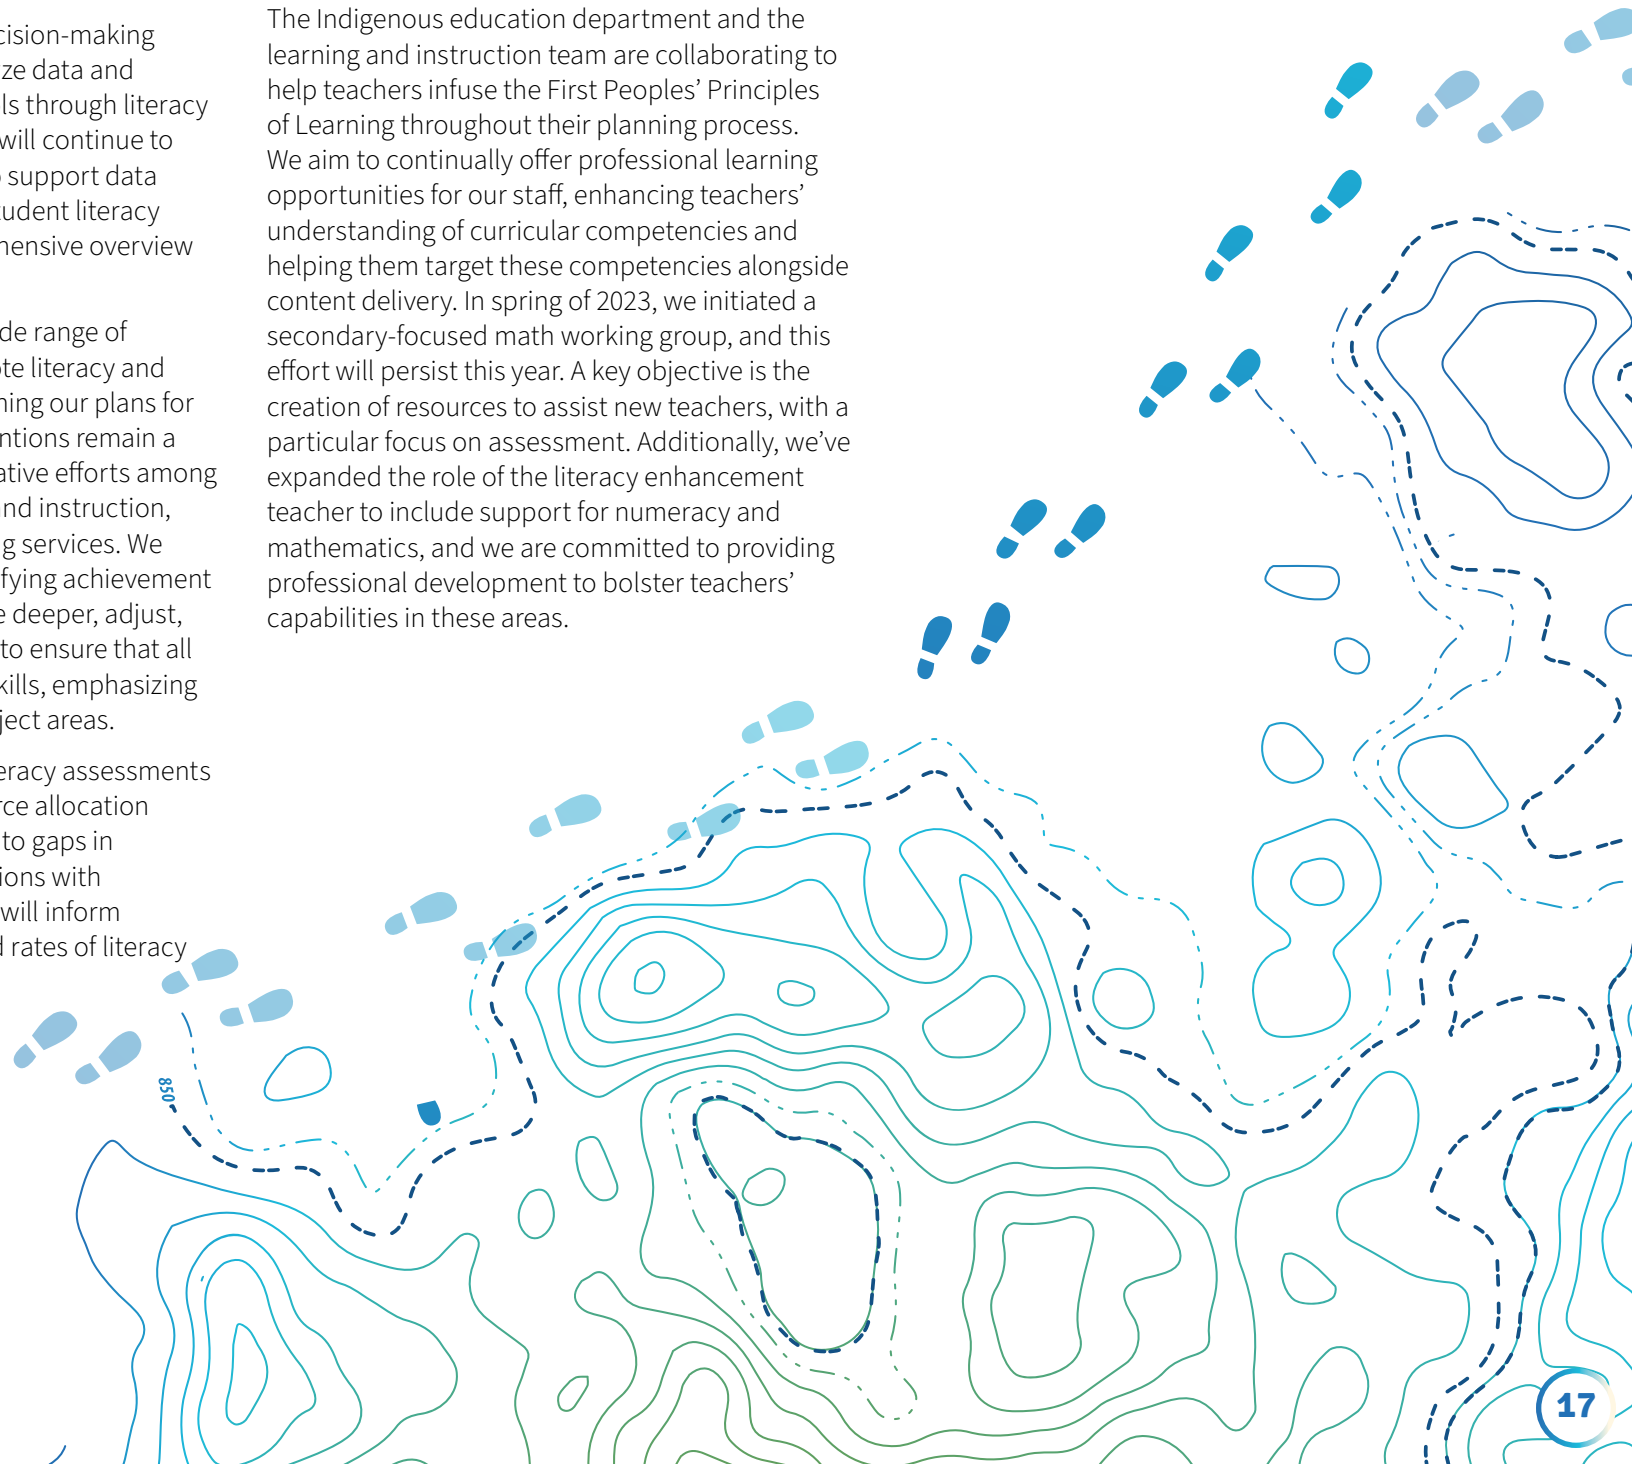 cision-making
ze data and
ls through literacy
will continue to
support data
tudent literacy
hensive overview
de range of
te literacy and
ning our plans for
ntions remain a
ative efforts among
nd instruction,
g services. We
fying achievement
e deeper, adjust,
to ensure that all
kills, emphasizing
ject areas.
eracy assessments
rce allocation
to gaps in
ions with
will inform
d rates of literacy
The Indigenous education department and the
learning and instruction team are collaborating to
help teachers infuse the First Peoples’ Principles
of Learning throughout their planning process.
We aim to continually offer professional learning
opportunities for our staff, enhancing teachers’
understanding of curricular competencies and
helping them target these competencies alongside
content delivery. In spring of 2023, we initiated a
secondary-focused math working group, and this
effort will persist this year. A key objective is the
creation of resources to assist new teachers, with a
particular focus on assessment. Additionally, we’ve
expanded the role of the literacy enhancement
teacher to include support for numeracy and
mathematics, and we are committed to providing
professional development to bolster teachers’
capabilities in these areas.
850
17